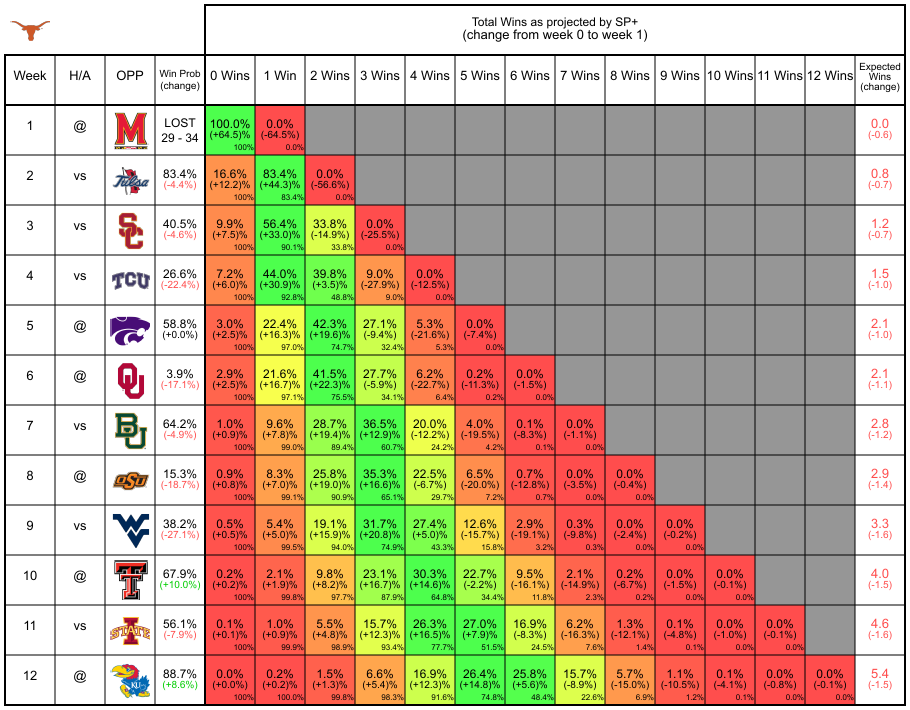 Total Wins as projected by SP+
(change from week 0 to week 1)
Week H/A OPP Win Prob (change) 0 Wins 1 Win 2 Wins 3 Wins 4 Wins 5 Wins 6 Wins 7 Wins 8 Wins 9 Wins 10 Wins 11 Wins 12 Wins Expected Wins (change)
1 @ M LOST 100.0% 0.0% 0.0
29 - 34 (+64.5)% (-64.5%) (-0.6)
100% 0.0%
2 vs Tulsa 83.4% 16.6% 83.4% 0.0% 0.8
(-4.4%) (+12.2)% (+44.3)% (-56.6%) (-0.7)
100% 83.4% 0.0%
3 vs SC 40.5% 9.9% 56.4% 33.8% 0.0% 1.2
(-4.6%) (+7.5)% (+33.0)% (-14.9%) (-25.5%) (-0.7)
100% 90.1% 33.8% 0.0%
4 vs TCU 26.6% 7.2% 44.0% 39.8% 9.0% 0.0% 1.5
(-22.4%) (+6.0)% (+30.9)% (+3.5)% (-27.9%) (-12.5%) (-1.0)
100% 92.8% 48.8% 9.0% 0.0%
5 @ 58.8% 3.0% 22.4% 42.3% 27.1% 5.3% 0.0% 2.1
(+0.0%) (+2.5)% (+16.3)% (+19.6)% (-9.4%) (-21.6%) (-7.4%) (-1.0)
100% 97.0% 74.7% 32.4% 5.3% 0.0%
6 @ OU 3.9% 2.9% 21.6% 41.5% 27.7% 6.2% 0.2% 0.0% 2.1
(-17.1%) (+2.5)% (+16.7)% (+22.3)% (-5.9%) (-22.7%) (-11.3%) (-1.5%) (-1.1)
100% 97.1% 75.5% 34.1% 6.4% 0.2% 0.0%
7 vs BU 64.2% 1.0% 9.6% 28.7% 36.5% 20.0% 4.0% 0.1% 0.0% 2.8
(-4.9%) (+0.9)% (+7.8)% (+19.4)% (+12.9)% (-12.2%) (-19.5%) (-8.3%) (-1.1%) (-1.2)
100% 99.0% 89.4% 60.7% 24.2% 4.2% 0.1% 0.0%
8 @ OSU 15.3% 0.9% 8.3% 25.8% 35.3% 22.5% 6.5% 0.7% 0.0% 0.0% 2.9
(-18.7%) (+0.8)% (+7.0)% (+19.0)% (+16.6)% (-6.7%) (-20.0%) (-12.8%) (-3.5%) (-0.4%) (-1.4)
100% 99.1% 90.9% 65.1% 29.7% 7.2% 0.7% 0.0% 0.0%
9 vs WV 38.2% 0.5% 5.4% 19.1% 31.7% 27.4% 12.6% 2.9% 0.3% 0.0% 0.0% 3.3
(-27.1%) (+0.5)% (+5.0)% (+15.9)% (+20.8)% (+5.0)% (-15.7%) (-19.1%) (-9.8%) (-2.4%) (-0.2%) (-1.6)
100% 99.5% 94.0% 74.9% 43.3% 15.8% 3.2% 0.3% 0.0% 0.0%
10 @ T 67.9% 0.2% 2.1% 9.8% 23.1% 30.3% 22.7% 9.5% 2.1% 0.2% 0.0% 0.0% 4.0
(+10.0%) (+0.2)% (+1.9)% (+8.2)% (+16.7)% (+14.6)% (-2.2%) (-16.1%) (-14.9%) (-6.7%) (-1.5%) (-0.1%) (-1.5)
100% 99.8% 97.7% 87.9% 64.8% 34.4% 11.8% 2.3% 0.2% 0.0% 0.0%
11 vs I STATE 56.1% 0.1% 1.0% 5.5% 15.7% 26.3% 27.0% 16.9% 6.2% 1.3% 0.1% 0.0% 0.0% 4.6
(-7.9%) (+0.1)% (+0.9)% (+4.8)% (+12.3)% (+16.5)% (+7.9)% (-8.3%) (-16.3%) (-12.1%) (-4.8%) (-1.0%) (-0.1%) (-1.6)
100% 99.9% 98.9% 93.4% 77.7% 51.5% 24.5% 7.6% 1.4% 0.1% 0.0% 0.0%
12 @ KU 88.7% 0.0% 0.2% 1.5% 6.6% 16.9% 26.4% 25.8% 15.7% 5.7% 1.1% 0.1% 0.0% 0.0% 5.4
(+8.6%) (+0.0)% (+0.2)% (+1.3)% (+5.4)% (+12.3)% (+14.8)% (+5.6)% (-8.9%) (-15.0%) (-10.5%) (-4.1%) (-0.8%) (-0.1%) (-1.5)
100% 100.0% 99.8% 98.3% 91.6% 74.8% 48.4% 22.6% 6.9% 1.2% 0.1% 0.0% 0.0%